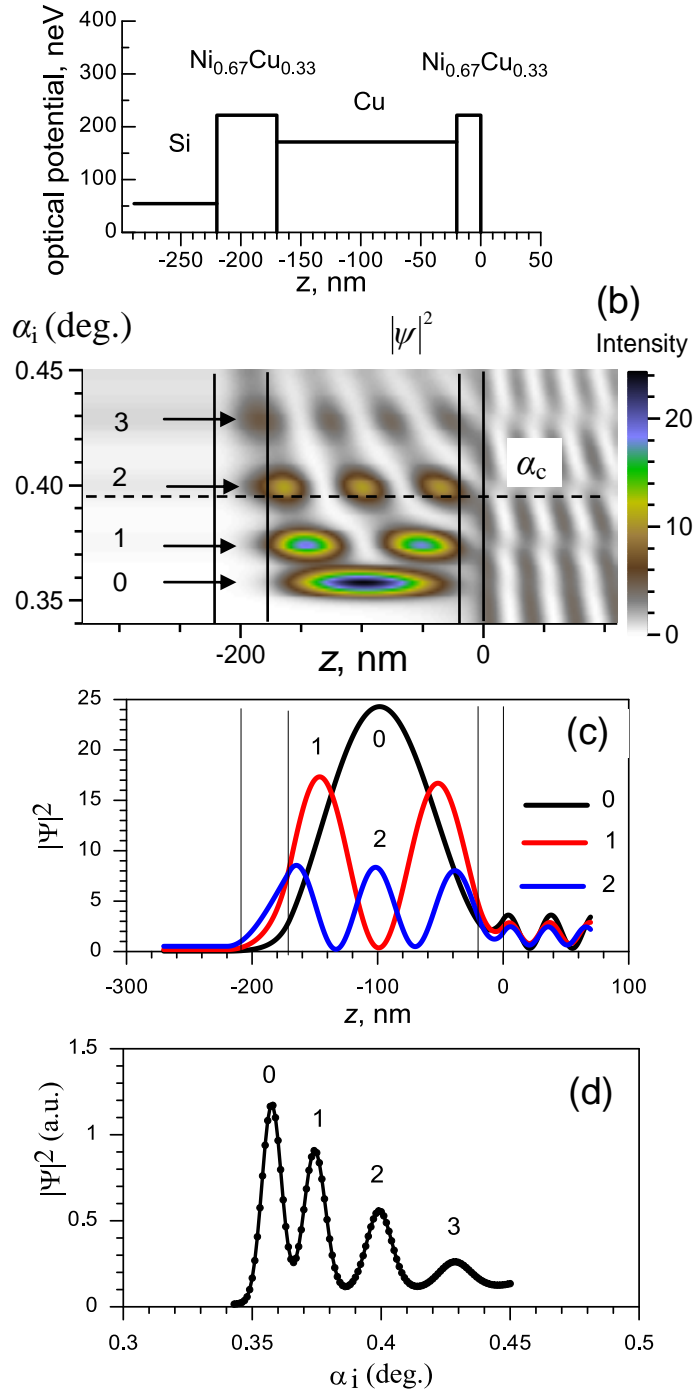 400
300
200
100
0
optical potential, neV
Ni0.67Cu0.33
Ni0.67Cu0.33
Cu
Si
-250 -200 -150 -100 -50 0 50
z, nm
(b)
αi (deg.)
|ψ|²
Intensity
0.45
0.40
0.35
3
2
1
0
αc
20
10
0
-200
z, nm
0
25
20
15
10
5
0
|Ψ|²
(c)
1
0
2
0
1
2
-300 -200 -100 0 100
z, nm
1.5
1
0.5
0
|Ψ|² (a.u.)
(d)
0
1
2
3
0.3 0.35 0.4 0.45 0.5
αi (deg.)